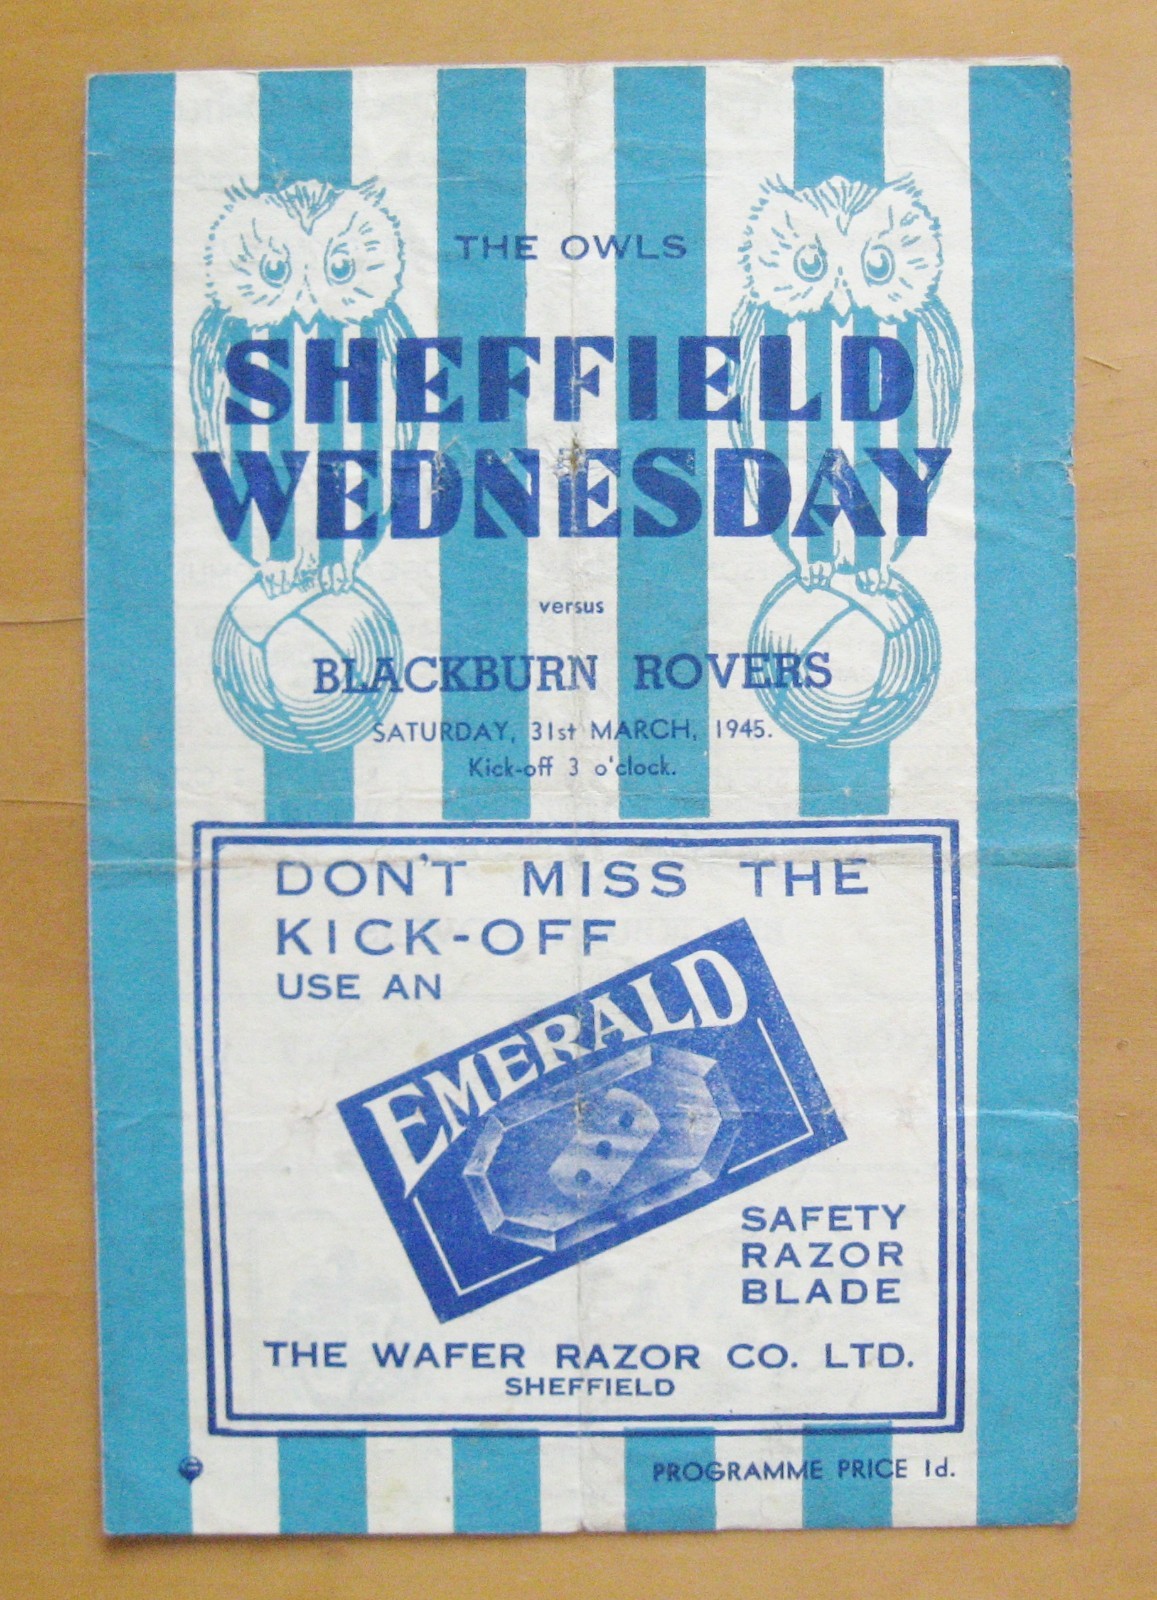 THE OWLS
SHEFFIELD
WEDNESDAY
versus
BLACKBURN ROVERS
SATURDAY, 31st MARCH, 1945.
Kick-off 3 o'clock.
DON'T MISS THE
KICK-OFF
USE AN
EMERALD
SAFETY
RAZOR
BLADE
THE WAFER RAZOR CO. LTD.
SHEFFIELD
PROGRAMME PRICE 1d.